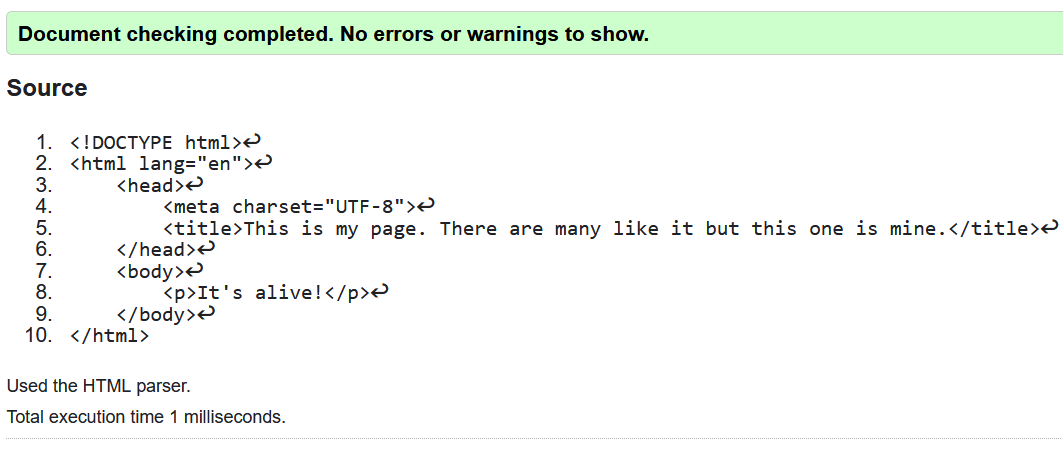 Document checking completed. No errors or warnings to show.
Source
1. <!DOCTYPE html>↩
2. <html lang="en">↩
3.     <head>↩
4.         <meta charset="UTF-8">↩
5.         <title>This is my page. There are many like it but this one is mine.</title>↩
6.     </head>↩
7.     <body>↩
8.         <p>It's alive!</p>↩
9.     </body>↩
10. </html>
Used the HTML parser.
Total execution time 1 milliseconds.